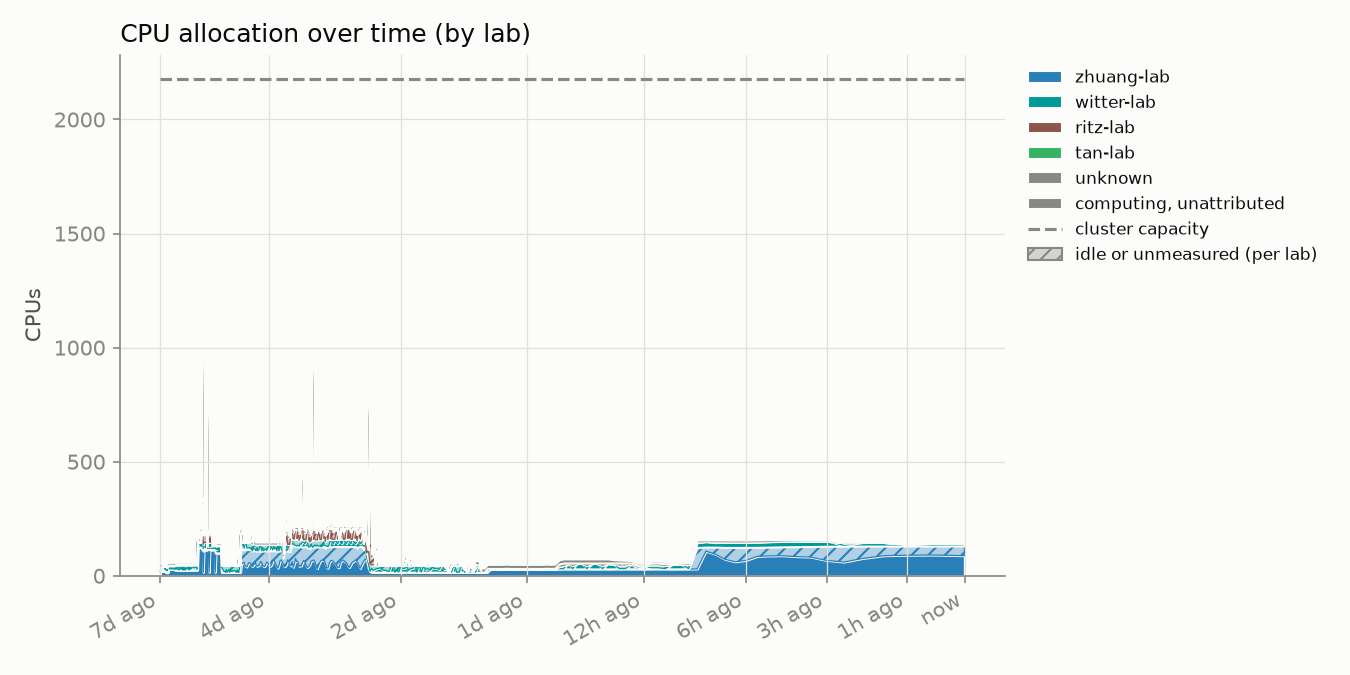 CPU allocation over time (by lab)
zhuang-lab
witter-lab
ritz-lab
tan-lab
unknown
computing, unattributed
cluster capacity
idle or unmeasured (per lab)
CPUs
2000
1500
1000
500
0
7d ago
4d ago
2d ago
1d ago
12h ago
6h ago
3h ago
1h ago
now